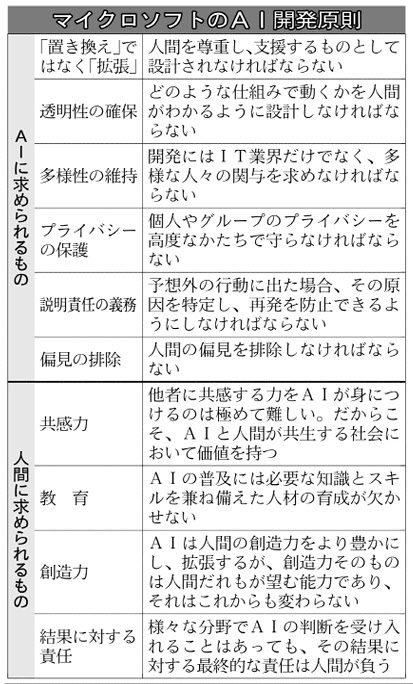 マイクロソフトのAI開発原則
AIに求められるもの
「置き換え」で
はなく「拡張」
人間を尊重し、支援するものとして
設計されなければならない
透明性の確保
どのような仕組みで動くかを人間
がわかるように設計しなければな
らない
多様性の維持
開発にはIT業界だけでなく、多
様な人々の関与を求めなければな
らない
プライバシー
の保護
個人やグループのプライバシーを
高度なかたちで守らなければなら
ない
説明責任の義務
予想外の行動に出た場合、その原
因を特定し、再発を防止できるよ
うにしなければならない
偏見の排除
人間の偏見を排除しなければなら
ない
人間に求められるもの
共感力
他者に共感する力をAIが身につ
けるのは極めて難しい。だからこ
そ、AIと人間が共生する社会に
おいて価値を持つ
教　育
AIの普及には必要な知識とスキ
ルを兼ね備えた人材の育成が欠か
せない
創造力
AIは人間の創造力をより豊かに
し、拡張するが、創造力そのもの
は人間だれもが望む能力であり、
それはこれからも変わらない
結果に対する
責任
様々な分野でAIの判断を受け入
れることはあっても、その結果に
対する最終的な責任は人間が負う